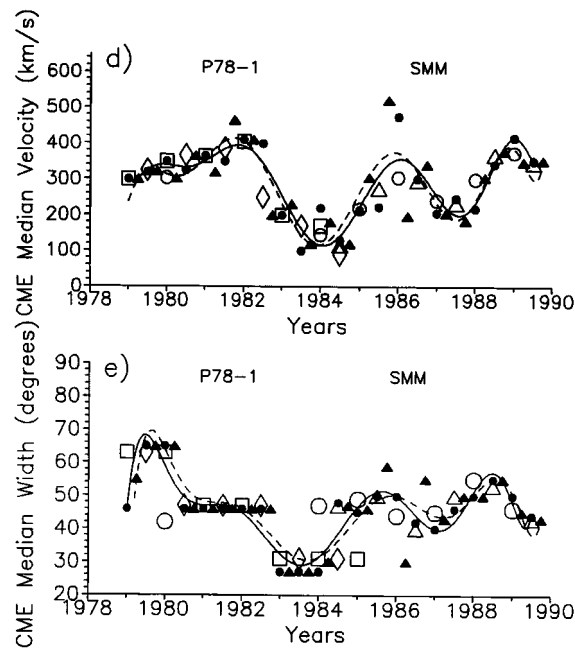 d)
P78-1
SMM
CME Median Velocity (km/s)
600
500
400
300
200
100
0
1978
1980
1982
1984
1986
1988
1990
Years
e)
P78-1
SMM
CME Median Width (degrees)
90
80
70
60
50
40
30
20
1978
1980
1982
1984
1986
1988
1990
Years